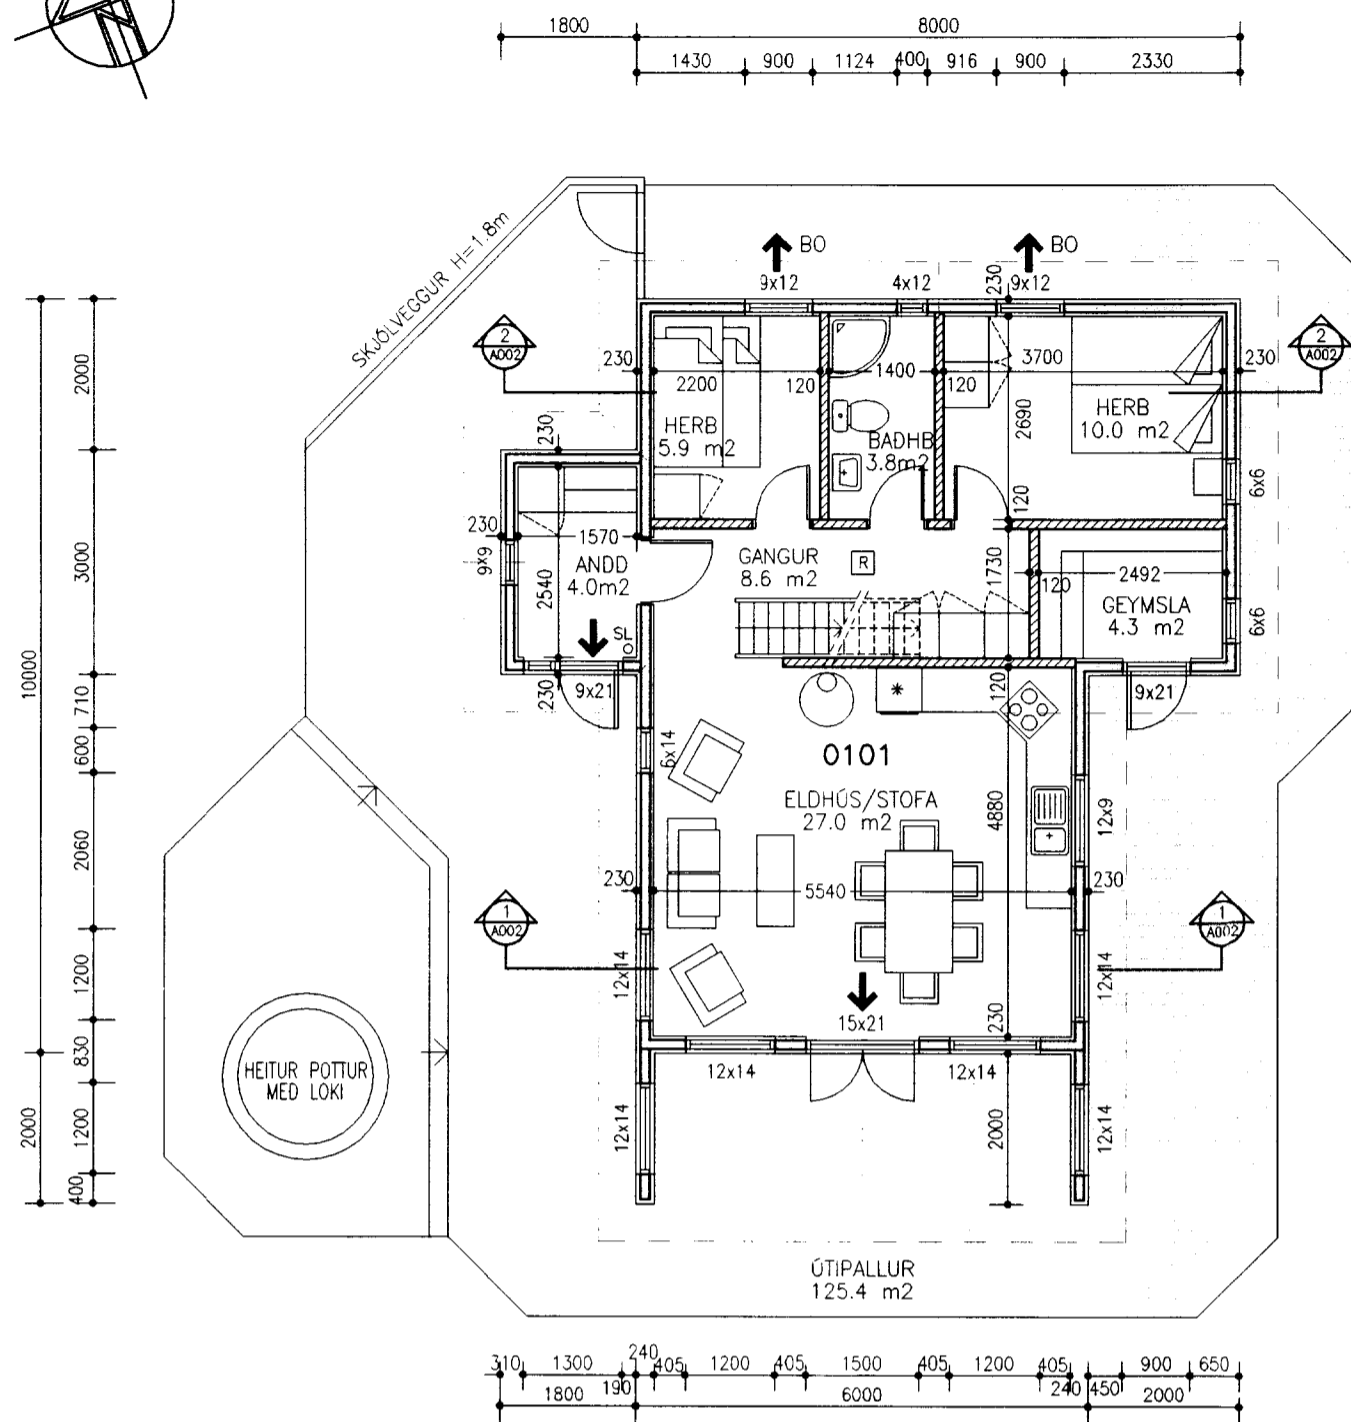 1800 8000
1430 900 1124 400 916 900 2330
SKJÓLVEGGUR H=1.8m
BO BO
9x12 4x12 9x12
230
2
A002
2
A002
230 2200 120 1400 120 3700 230
HERB
5.9 m2
BAÐHB
3.8m2
HERB
10.0 m2
2690
120
6x6
230
230 1570
9x9
ANDD
4.0m2
2540
SL
GANGUR
8.6 m2
R
1730
120 2492
GEYMSLA
4.3 m2
6x6
230
9x21
9x21
120
6x14
0101
ELDHÚS/STOFA
27.0 m2
4880
12x9
230 5540 230
1
A002
1
A002
12x14
12x14
15x21
230
12x14 12x14
12x14
12x14
2000
HEITUR POTTUR
MED LOKI
ÚTIPALLUR
125.4 m2
10000
2000
2000
3000
710
600
2060
1200
830
1200
400
310 1300 190 240 405 1200 405 1500 405 1200 405 240 450 900 650
1800 6000 2000